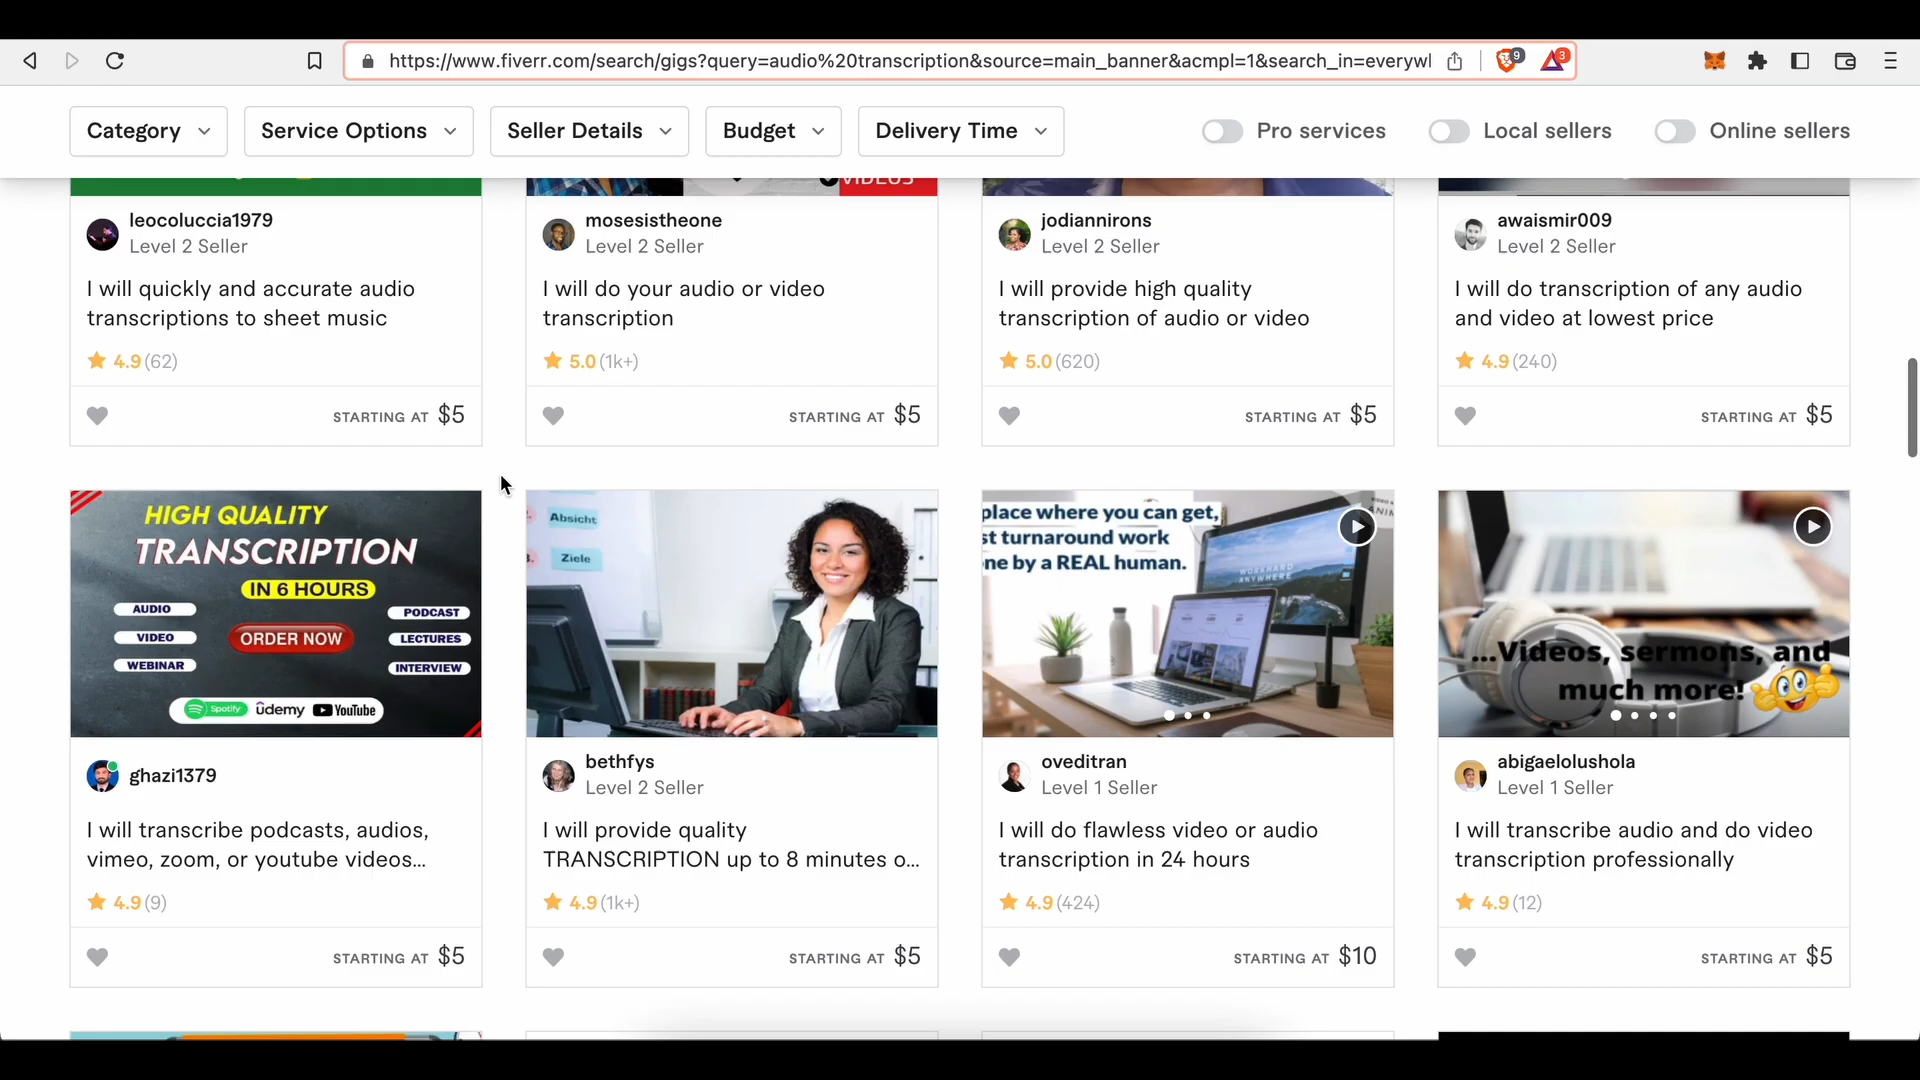 https://www.fiverr.com/search/gigs?query=audio%20transcription&source=main_banner&acmpl=1&search_in=everywl
9
3
Category
Service Options
Seller Details
Budget
Delivery Time
Pro services
Local sellers
Online sellers
VIDEOS
leocoluccia1979
Level 2 Seller
I will quickly and accurate audio
transcriptions to sheet music
4.9 (62)
STARTING AT $5
mosesistheone
Level 2 Seller
I will do your audio or video
transcription
5.0 (1k+)
STARTING AT $5
jodiannirons
Level 2 Seller
I will provide high quality
transcription of audio or video
5.0 (620)
STARTING AT $5
awaismir009
Level 2 Seller
I will do transcription of any audio
and video at lowest price
4.9 (240)
STARTING AT $5
HIGH QUALITY
TRANSCRIPTION
IN 6 HOURS
AUDIO
VIDEO
WEBINAR
ORDER NOW
PODCAST
LECTURES
INTERVIEW
Spotify
ûdemy
YouTube
ghazi1379
I will transcribe podcasts, audios,
vimeo, zoom, or youtube videos...
4.9 (9)
STARTING AT $5
Absicht
Ziele
bethfys
Level 2 Seller
I will provide quality
TRANSCRIPTION up to 8 minutes o...
4.9 (1k+)
STARTING AT $5
place where you can get,
st turnaround work
ne by a REAL human.
WORK HARD
ANYWHERE
oveditran
Level 1 Seller
I will do flawless video or audio
transcription in 24 hours
4.9 (424)
STARTING AT $10
...Videos, sermons, and
much more!
abigaelolushola
Level 1 Seller
I will transcribe audio and do video
transcription professionally
4.9 (12)
STARTING AT $5